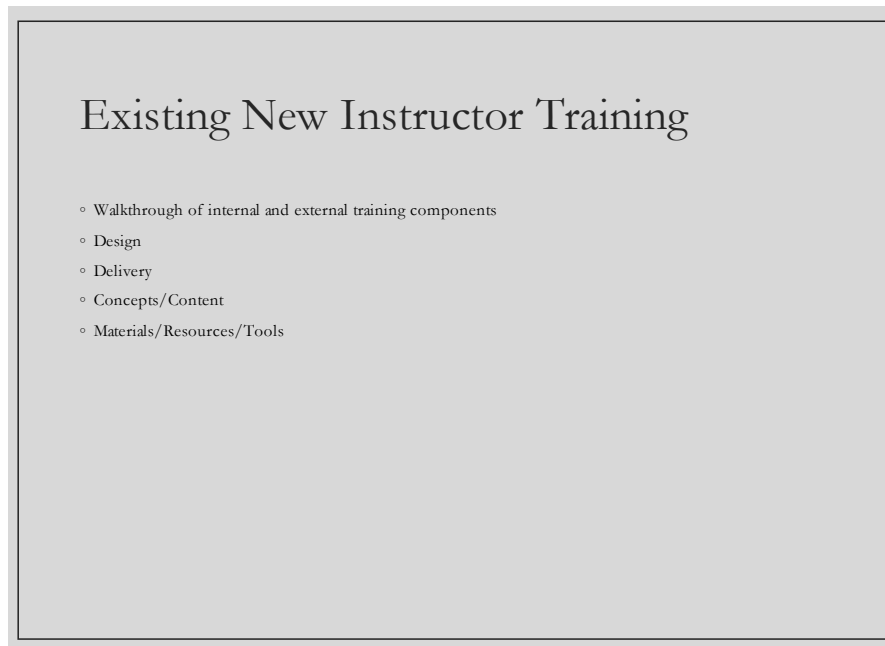 Existing New Instructor Training
◦ Walkthrough of internal and external training components
◦ Design
◦ Delivery
◦ Concepts/Content
◦ Materials/Resources/Tools